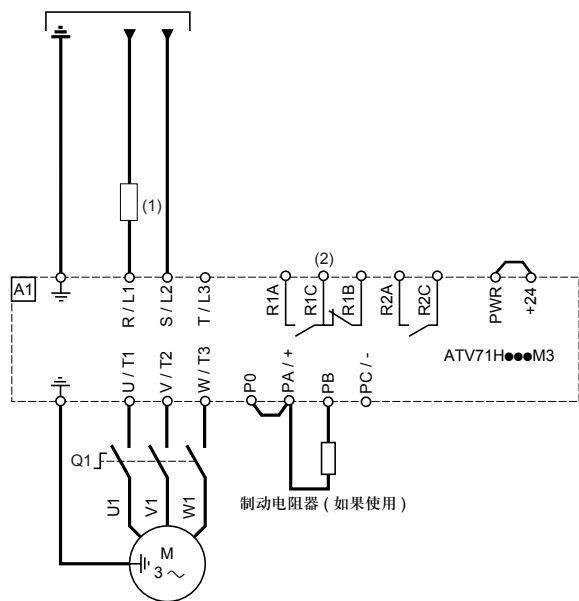 (1)
(2)
A1
R / L1
S / L2
T / L3
R1A
R1C
R1B
R2A
R2C
PWR
+24
ATV71H●●●M3
U / T1
V / T2
W / T3
P0
PA / +
PB
PC / -
Q1
U1
V1
W1
制动电阻器 ( 如果使用 )
M
3 ~